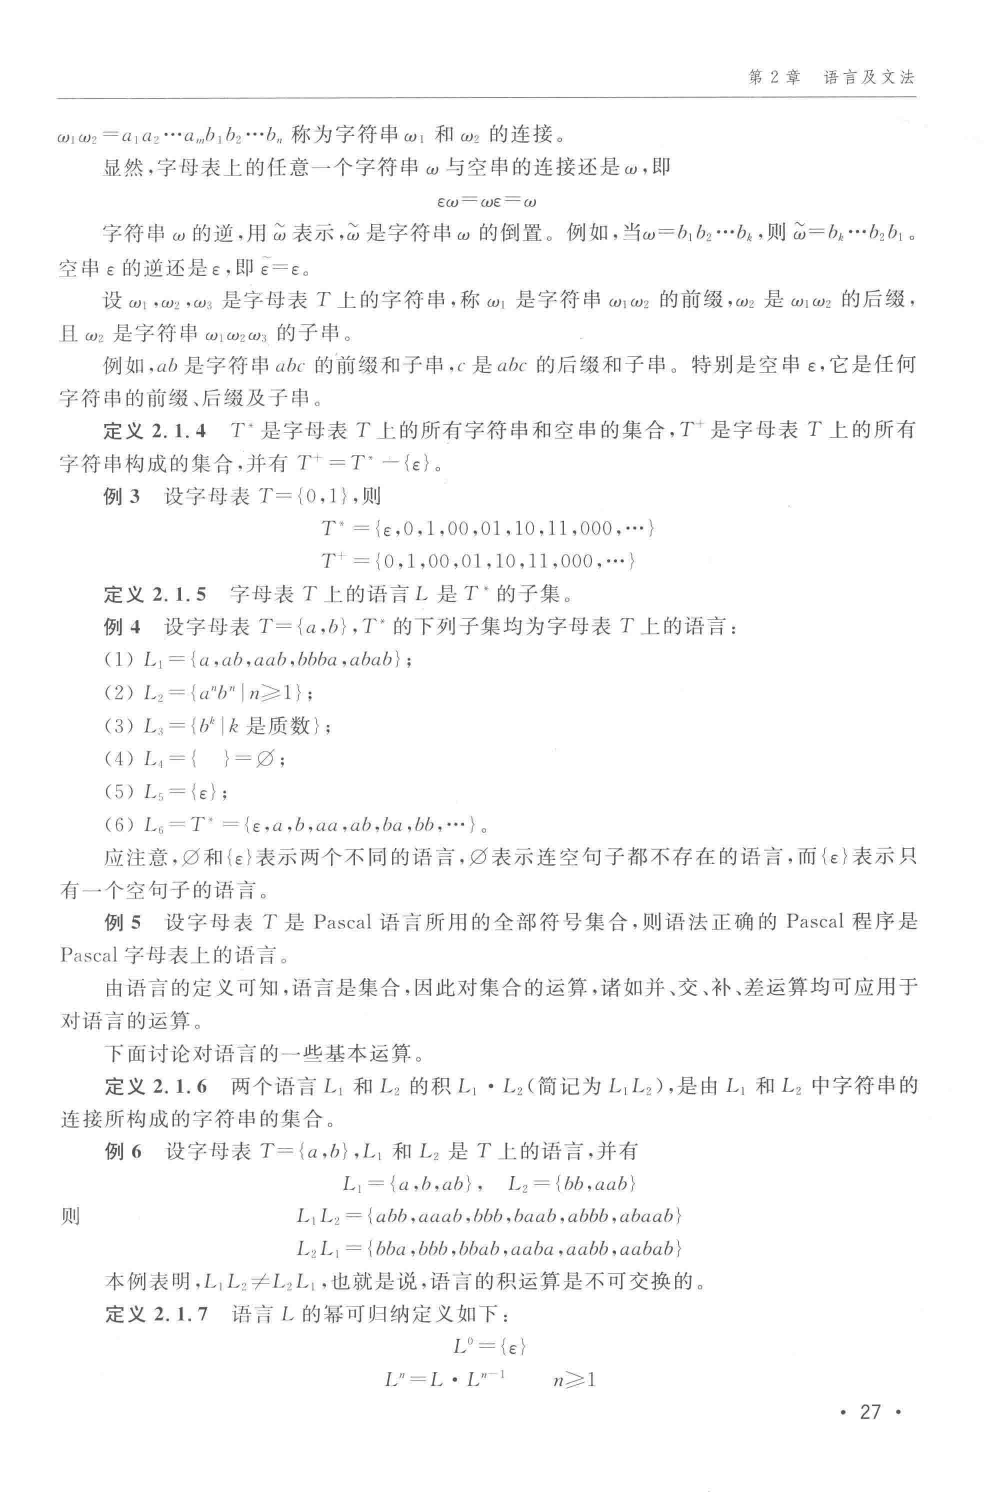 第 2 章　语言及文法
ω₁ω₂＝a₁a₂⋯aₘb₁b₂⋯bₙ 称为字符串 ω₁ 和 ω₂ 的连接。
显然,字母表上的任意一个字符串 ω 与空串的连接还是 ω,即
εω＝ωε＝ω
字符串 ω 的逆,用 ω̃ 表示,ω̃ 是字符串 ω 的倒置。例如,当ω＝b₁b₂⋯bₖ,则 ω̃＝bₖ⋯b₂b₁。
空串 ε 的逆还是 ε,即 ε̃＝ε。
设 ω₁,ω₂,ω₃ 是字母表 T 上的字符串,称 ω₁ 是字符串 ω₁ω₂ 的前缀,ω₂ 是 ω₁ω₂ 的后缀,
且 ω₂ 是字符串 ω₁ω₂ω₃ 的子串。
例如,ab 是字符串 abc 的前缀和子串,c 是 abc 的后缀和子串。特别是空串 ε,它是任何
字符串的前缀、后缀及子串。
定义 2.1.4　T* 是字母表 T 上的所有字符串和空串的集合,T⁺ 是字母表 T 上的所有
字符串构成的集合,并有 T⁺＝T*－{ε}。
例 3　设字母表 T＝{0,1},则
T*＝{ε,0,1,00,01,10,11,000,⋯}
T⁺＝{0,1,00,01,10,11,000,⋯}
定义 2.1.5　字母表 T 上的语言 L 是 T* 的子集。
例 4　设字母表 T＝{a,b},T* 的下列子集均为字母表 T 上的语言:
(1) L₁＝{a,ab,aab,bbba,abab};
(2) L₂＝{aⁿbⁿ|n⩾1};
(3) L₃＝{bᵏ|k 是质数};
(4) L₄＝{　}＝∅;
(5) L₅＝{ε};
(6) L₆＝T*＝{ε,a,b,aa,ab,ba,bb,⋯}。
应注意,∅和{ε}表示两个不同的语言,∅表示连空句子都不存在的语言,而{ε}表示只
有一个空句子的语言。
例 5　设字母表 T 是 Pascal 语言所用的全部符号集合,则语法正确的 Pascal 程序是
Pascal 字母表上的语言。
由语言的定义可知,语言是集合,因此对集合的运算,诸如并、交、补、差运算均可应用于
对语言的运算。
下面讨论对语言的一些基本运算。
定义 2.1.6　两个语言 L₁ 和 L₂ 的积 L₁・L₂(简记为 L₁L₂),是由 L₁ 和 L₂ 中字符串的
连接所构成的字符串的集合。
例 6　设字母表 T＝{a,b},L₁ 和 L₂ 是 T 上的语言,并有
L₁＝{a,b,ab},　L₂＝{bb,aab}
则　L₁L₂＝{abb,aaab,bbb,baab,abbb,abaab}
L₂L₁＝{bba,bbb,bbab,aaba,aabb,aabab}
本例表明,L₁L₂≠L₂L₁,也就是说,语言的积运算是不可交换的。
定义 2.1.7　语言 L 的幂可归纳定义如下:
L⁰＝{ε}
Lⁿ＝L・Lⁿ⁻¹　　n⩾1
・27・